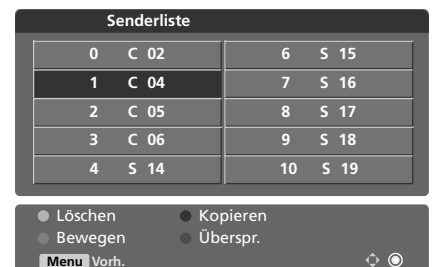 Senderliste
0 C 02 6 S 15
1 C 04 7 S 16
2 C 05 8 S 17
3 C 06 9 S 18
4 S 14 10 S 19
Löschen Kopieren
Bewegen Überspr.
Menu Vorh.